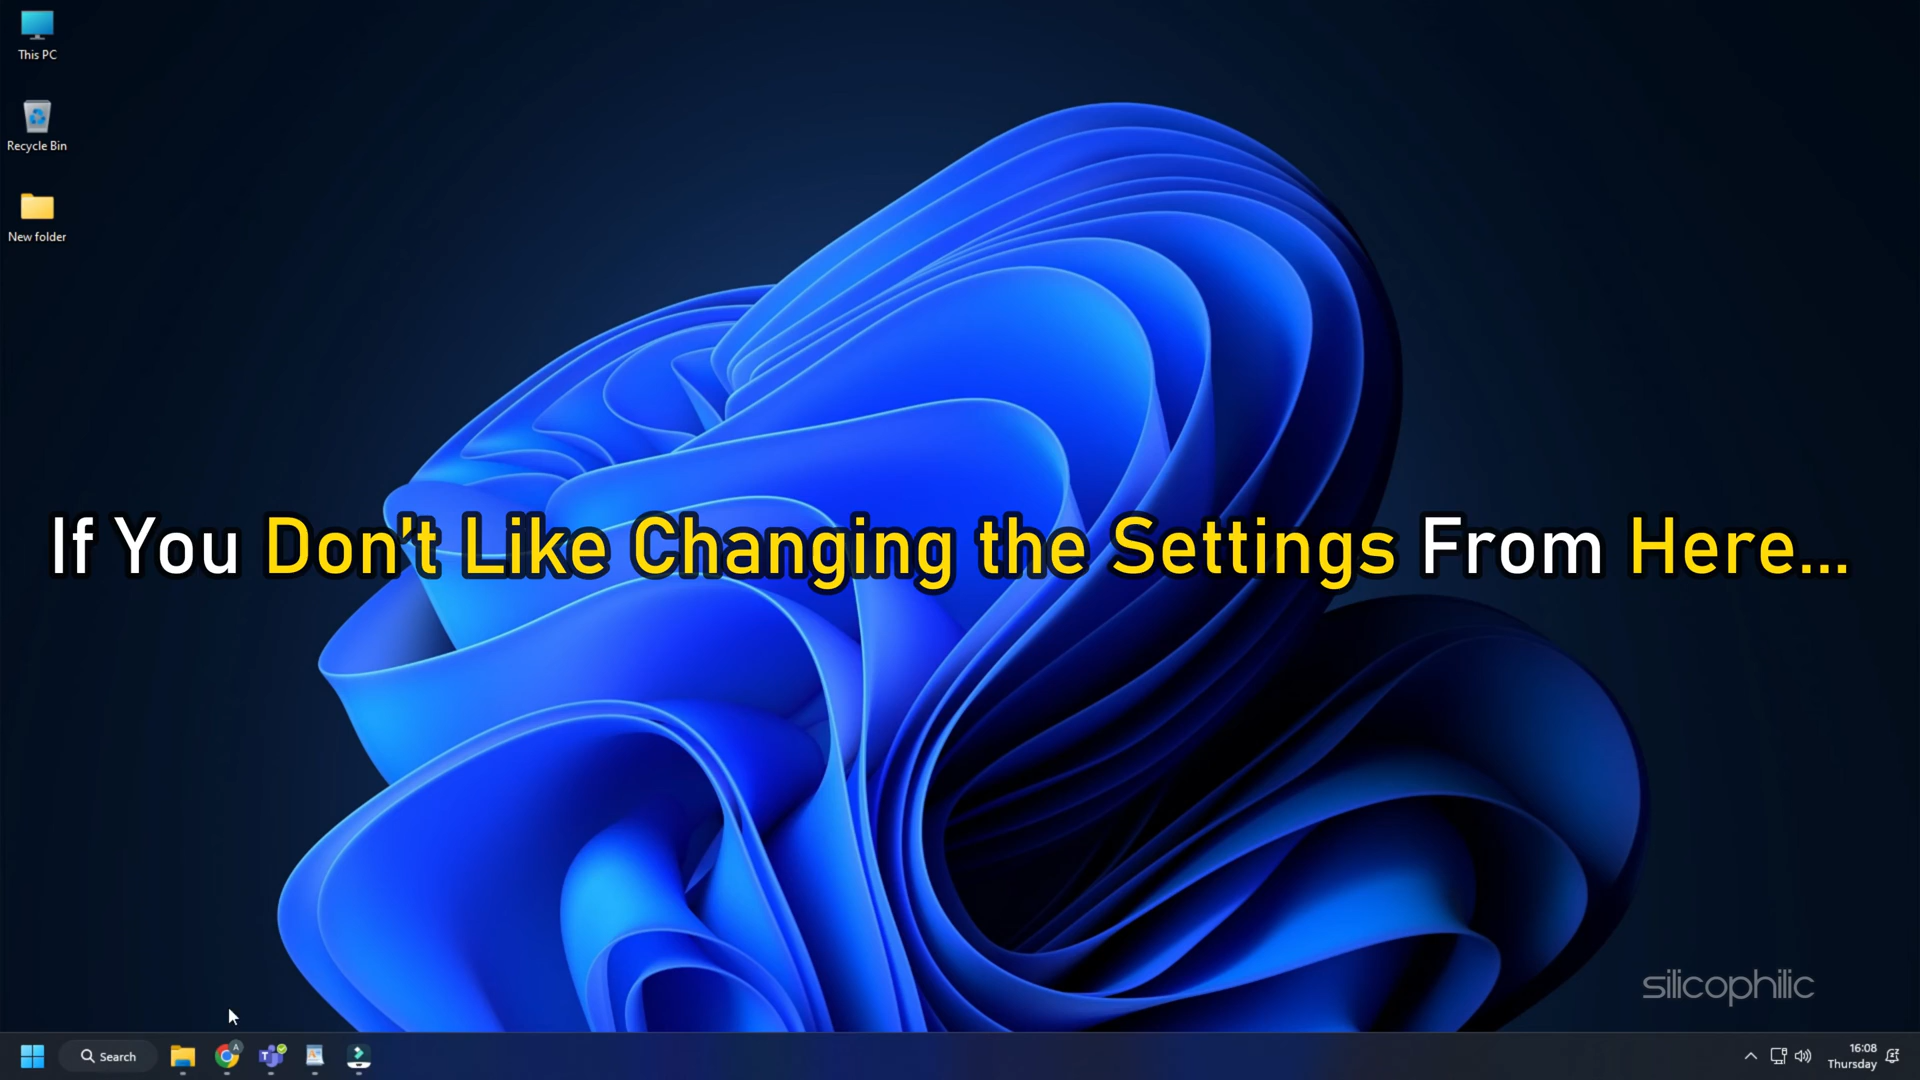 This PC
Recycle Bin
New folder
If You Don't Like Changing the Settings From Here...
silicophilic
Search
A
T
16:08
Thursday